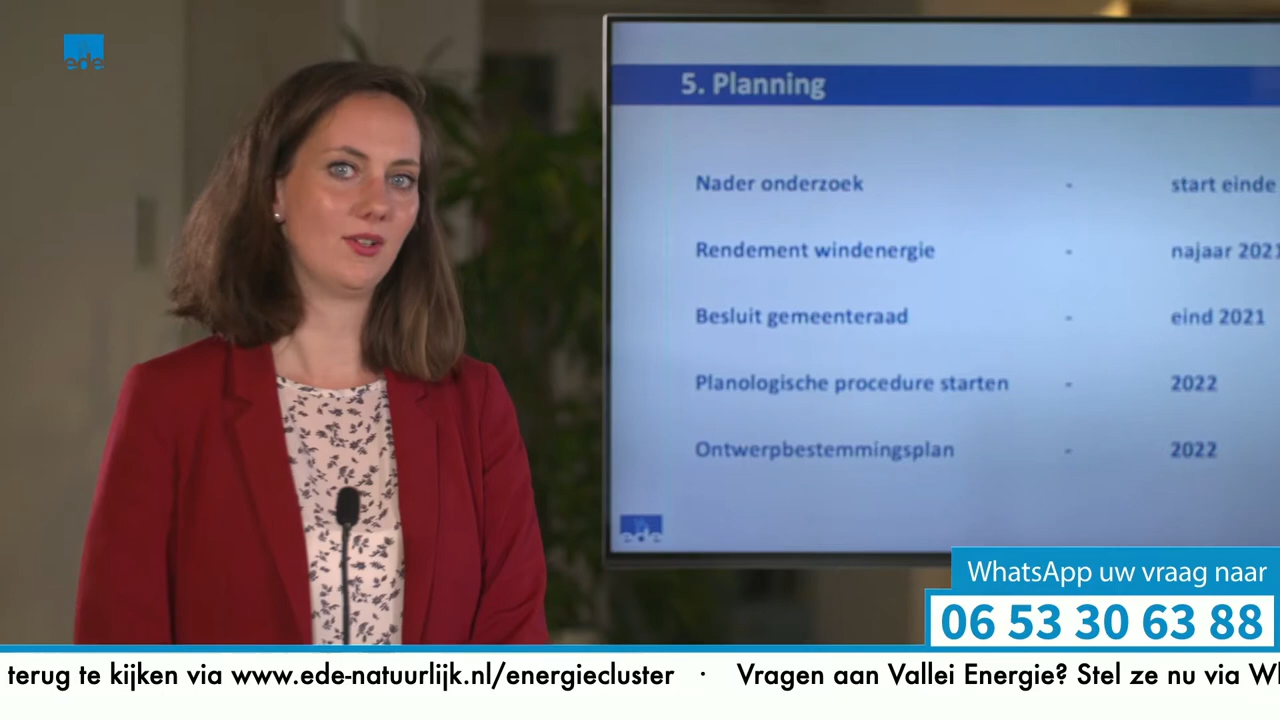 ede
5. Planning
Nader onderzoek - start einde
Rendement windenergie - najaar 2021
Besluit gemeenteraad - eind 2021
Planologische procedure starten - 2022
Ontwerpbestemmingsplan - 2022
ede
WhatsApp uw vraag naar
06 53 30 63 88
terug te kijken via www.ede-natuurlijk.nl/energiecluster · Vragen aan Vallei Energie? Stel ze nu via Wh